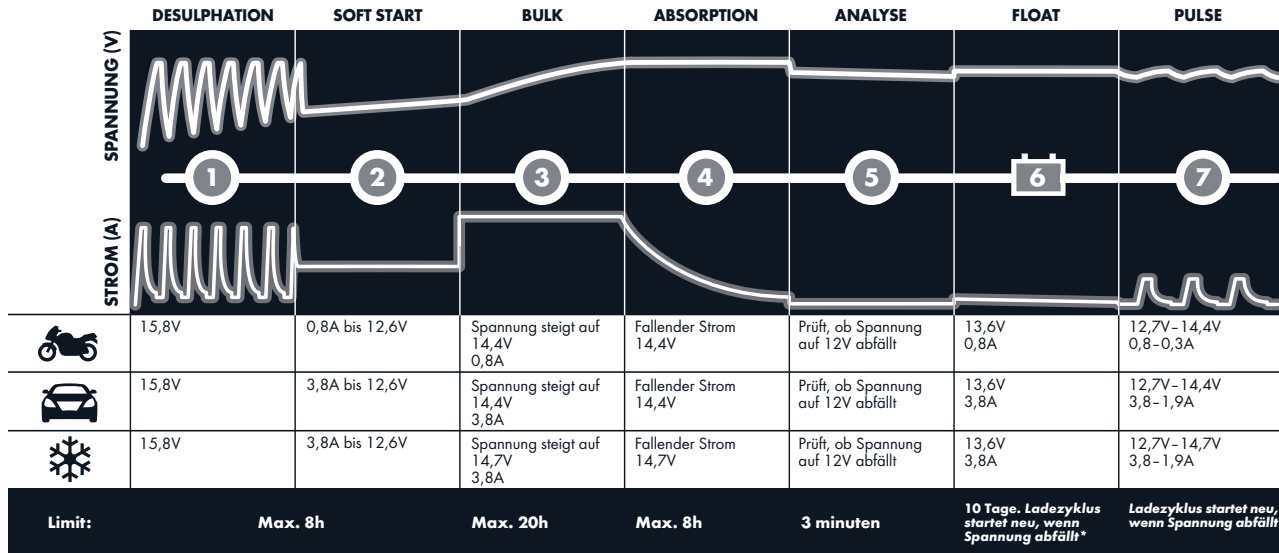 DESULPHATION SOFT START BULK ABSORPTION ANALYSE FLOAT PULSE
SPANNUNG (V)
1 2 3 4 5 6 7
STROM (A)
15,8V
0,8A bis 12,6V
Spannung steigt auf
14,4V
0,8A
Fallender Strom
14,4V
Prüft, ob Spannung
auf 12V abfällt
13,6V
0,8A
12,7V–14,4V
0,8–0,3A
15,8V
3,8A bis 12,6V
Spannung steigt auf
14,4V
3,8A
Fallender Strom
14,4V
Prüft, ob Spannung
auf 12V abfällt
13,6V
3,8A
12,7V–14,4V
3,8–1,9A
15,8V
3,8A bis 12,6V
Spannung steigt auf
14,7V
3,8A
Fallender Strom
14,7V
Prüft, ob Spannung
auf 12V abfällt
13,6V
3,8A
12,7V–14,7V
3,8–1,9A
Limit:
Max. 8h
Max. 20h
Max. 8h
3 minuten
10 Tage. Ladezyklus
startet neu, wenn
Spannung abfällt*
Ladezyklus startet neu,
wenn Spannung abfällt